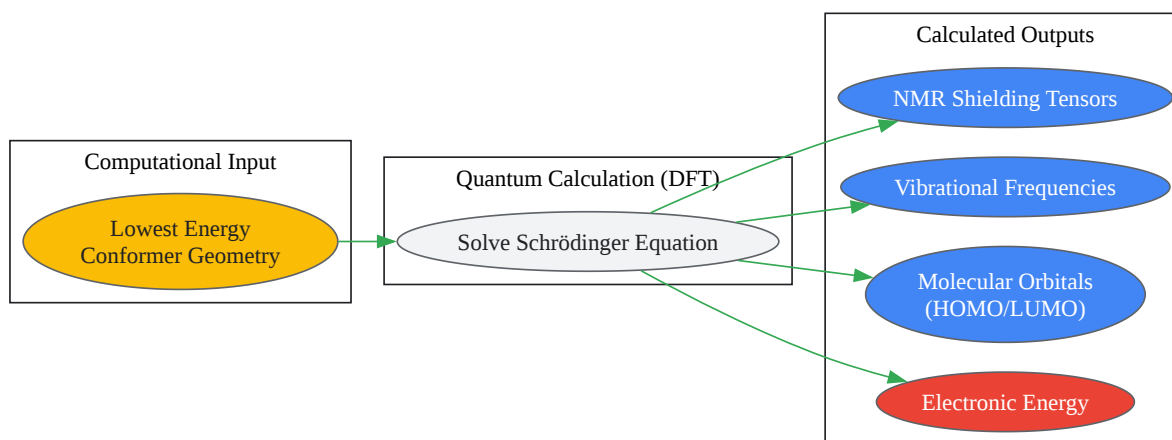 Computational Input
Lowest Energy
Conformer Geometry
Quantum Calculation (DFT)
Solve Schrödinger Equation
Calculated Outputs
NMR Shielding Tensors
Vibrational Frequencies
Molecular Orbitals
(HOMO/LUMO)
Electronic Energy